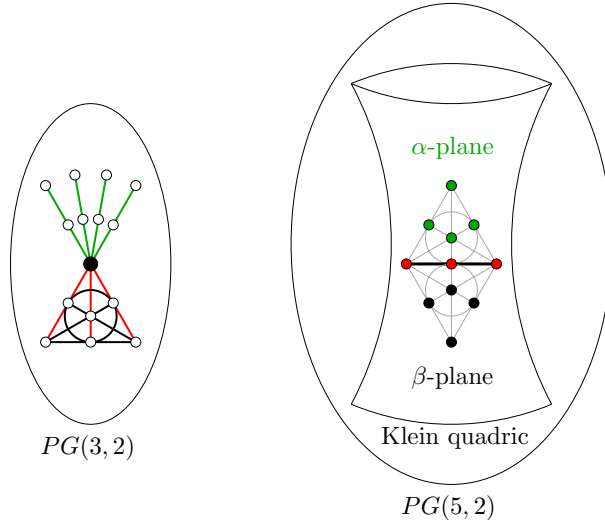 α-plane
β-plane
Klein quadric
PG(3, 2)
PG(5, 2)